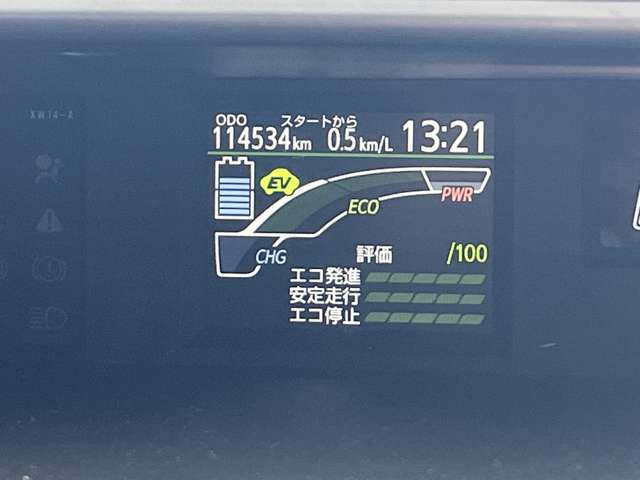 XW74-A
ODO スタートから
114534km 0.5km/L 13:21
EV
ECO PWR
CHG 評価 /100
エコ発進
安定走行
エコ停止